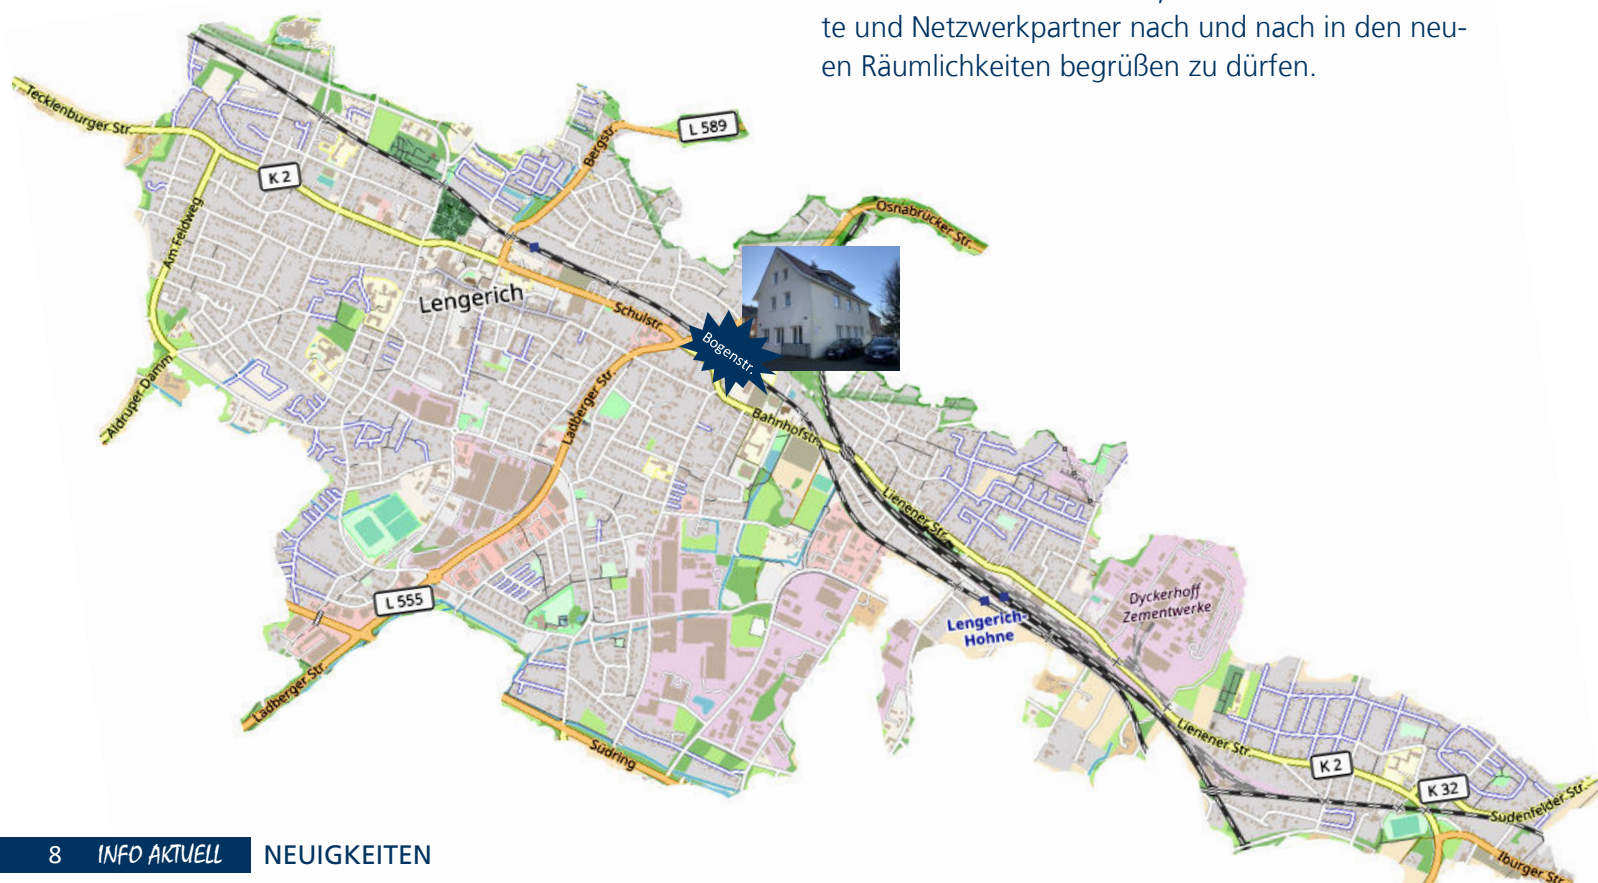 te und Netzwerkpartner nach und nach in den neu-
en Räumlichkeiten begrüßen zu dürfen.
Tecklenburger Str.
K 2
Bergstr.
L 589
Osnabrücker Str.
Am Feldweg
Lengerich
Schulstr.
Bogenstr.
Aldruper Damm
Ladberger Str.
Bahnhofstr.
Lienener Str.
L 555
Dyckerhoff
Zementwerke
Lengerich-
Hohne
Ladberger Str.
Südring
Lienener Str.
K 2
K 32
Sudenfelder Str.
Iburger Str.
8 INFO AKTUELL NEUIGKEITEN